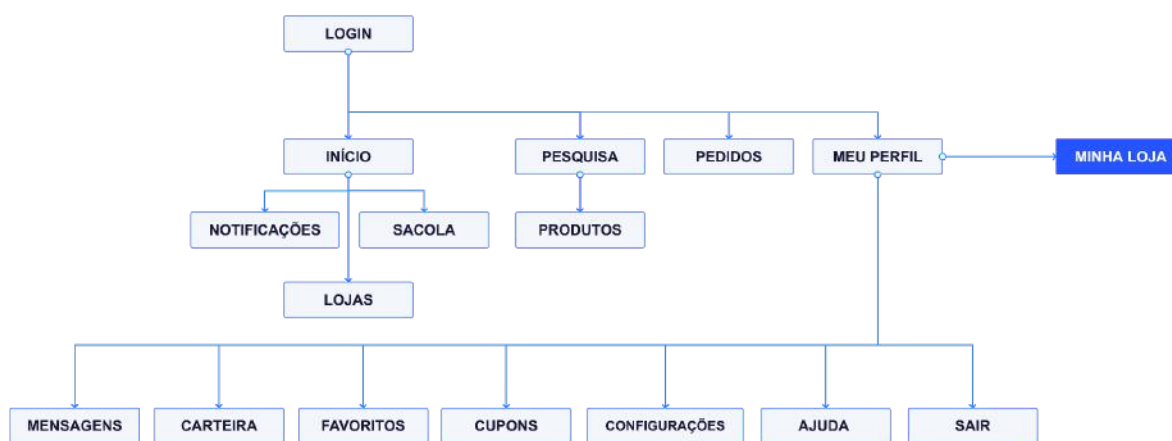 LOGIN
INÍCIO
PESQUISA
PEDIDOS
MEU PERFIL
MINHA LOJA
NOTIFICAÇÕES
SACOLA
PRODUTOS
LOJAS
MENSAGENS
CARTEIRA
FAVORITOS
CUPONS
CONFIGURAÇÕES
AJUDA
SAIR